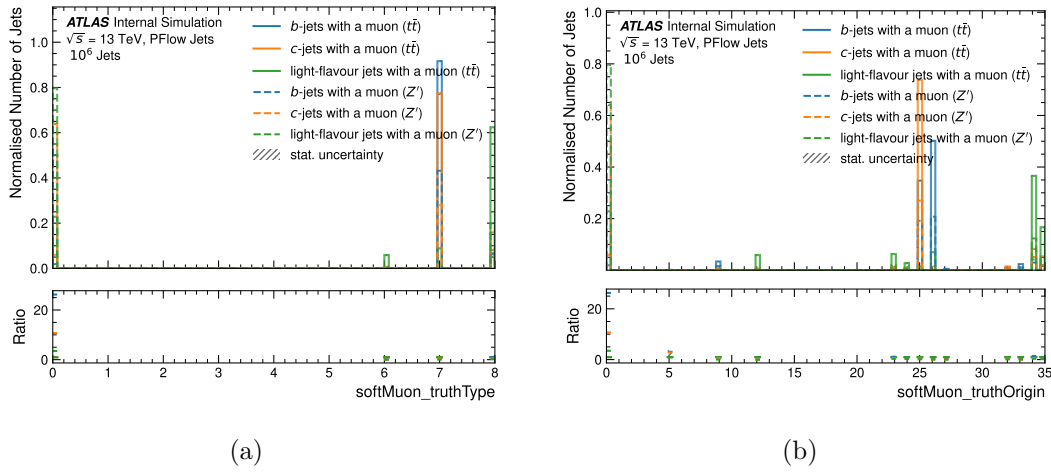 ATLAS Internal Simulation
√s = 13 TeV, PFlow Jets
10⁶ Jets
b-jets with a muon (tt̄)
c-jets with a muon (tt̄)
light-flavour jets with a muon (tt̄)
b-jets with a muon (Z′)
c-jets with a muon (Z′)
light-flavour jets with a muon (Z′)
stat. uncertainty
Normalised Number of Jets
1.0
0.8
0.6
0.4
0.2
0.0
Ratio
20
0
0 1 2 3 4 5 6 7 8
softMuon_truthType
(a)
ATLAS Internal Simulation
√s = 13 TeV, PFlow Jets
10⁶ Jets
b-jets with a muon (tt̄)
c-jets with a muon (tt̄)
light-flavour jets with a muon (tt̄)
b-jets with a muon (Z′)
c-jets with a muon (Z′)
light-flavour jets with a muon (Z′)
stat. uncertainty
Normalised Number of Jets
1.0
0.8
0.6
0.4
0.2
Ratio
20
0
0 5 10 15 20 25 30 35
softMuon_truthOrigin
(b)